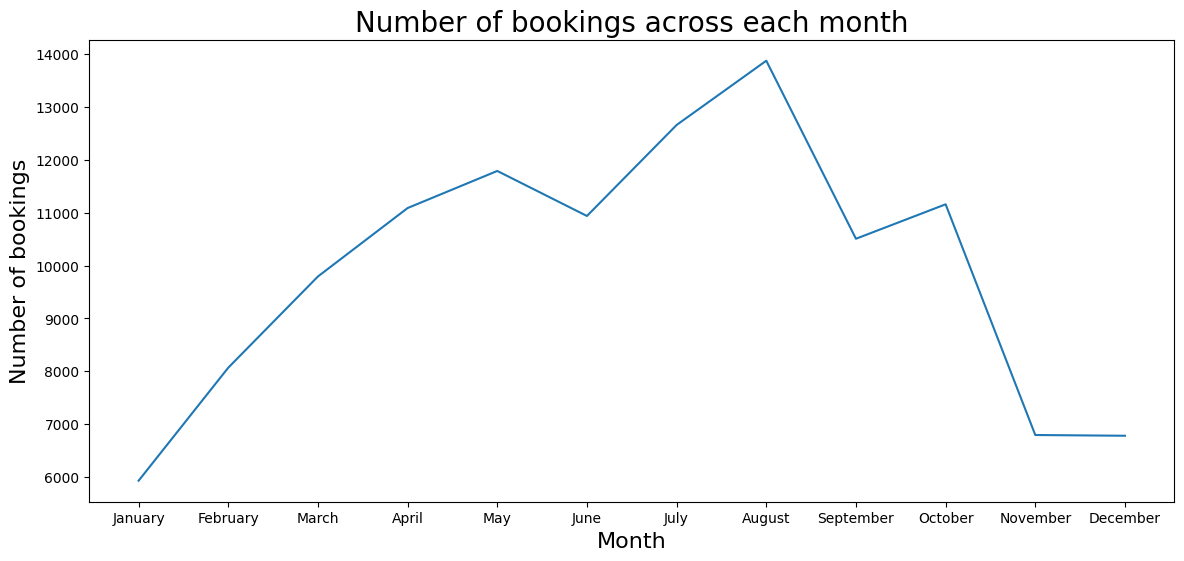 Number of bookings across each month
Number of bookings
14000
13000
12000
11000
10000
9000
8000
7000
6000
January February March April May June July August September October November December
Month